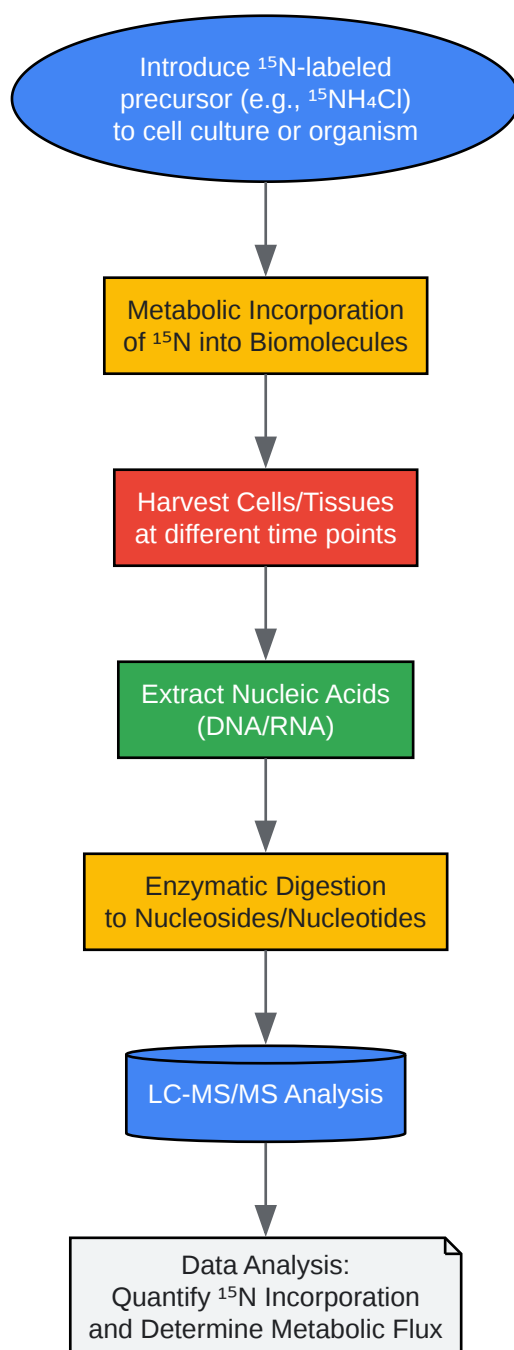 Introduce ¹⁵N-labeled
precursor (e.g., ¹⁵NH₄Cl)
to cell culture or organism
Metabolic Incorporation
of ¹⁵N into Biomolecules
Harvest Cells/Tissues
at different time points
Extract Nucleic Acids
(DNA/RNA)
Enzymatic Digestion
to Nucleosides/Nucleotides
LC-MS/MS Analysis
Data Analysis:
Quantify ¹⁵N Incorporation
and Determine Metabolic Flux